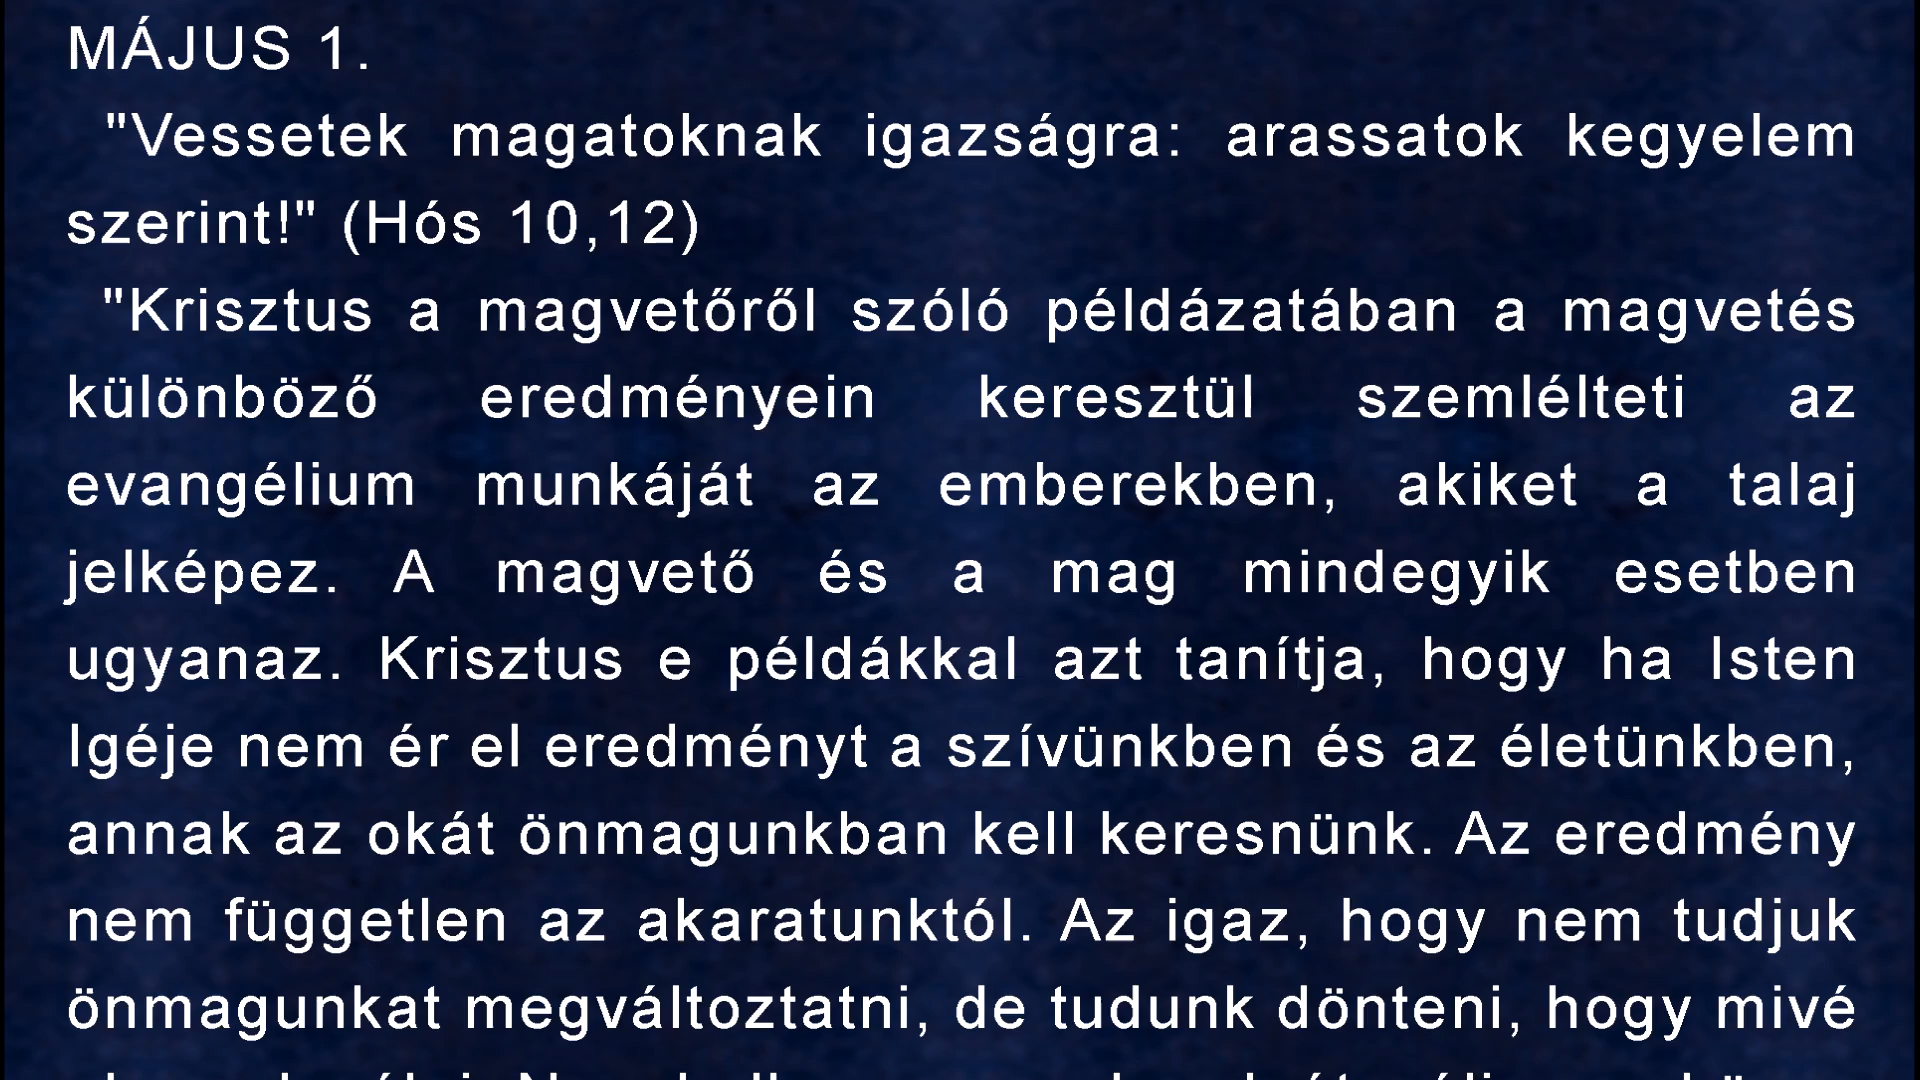 MÁJUS 1.
"Vessetek magatoknak igazságra: arassatok kegyelem
szerint!" (Hós 10,12)
"Krisztus a magvetőről szóló példázatában a magvetés
különböző eredményein keresztül szemlélteti az
evangélium munkáját az emberekben, akiket a talaj
jelképez. A magvető és a mag mindegyik esetben
ugyanaz. Krisztus e példákkal azt tanítja, hogy ha Isten
Igéje nem ér el eredményt a szívünkben és az életünkben,
annak az okát önmagunkban kell keresnünk. Az eredmény
nem független az akaratunktól. Az igaz, hogy nem tudjuk
önmagunkat megváltoztatni, de tudunk dönteni, hogy mivé